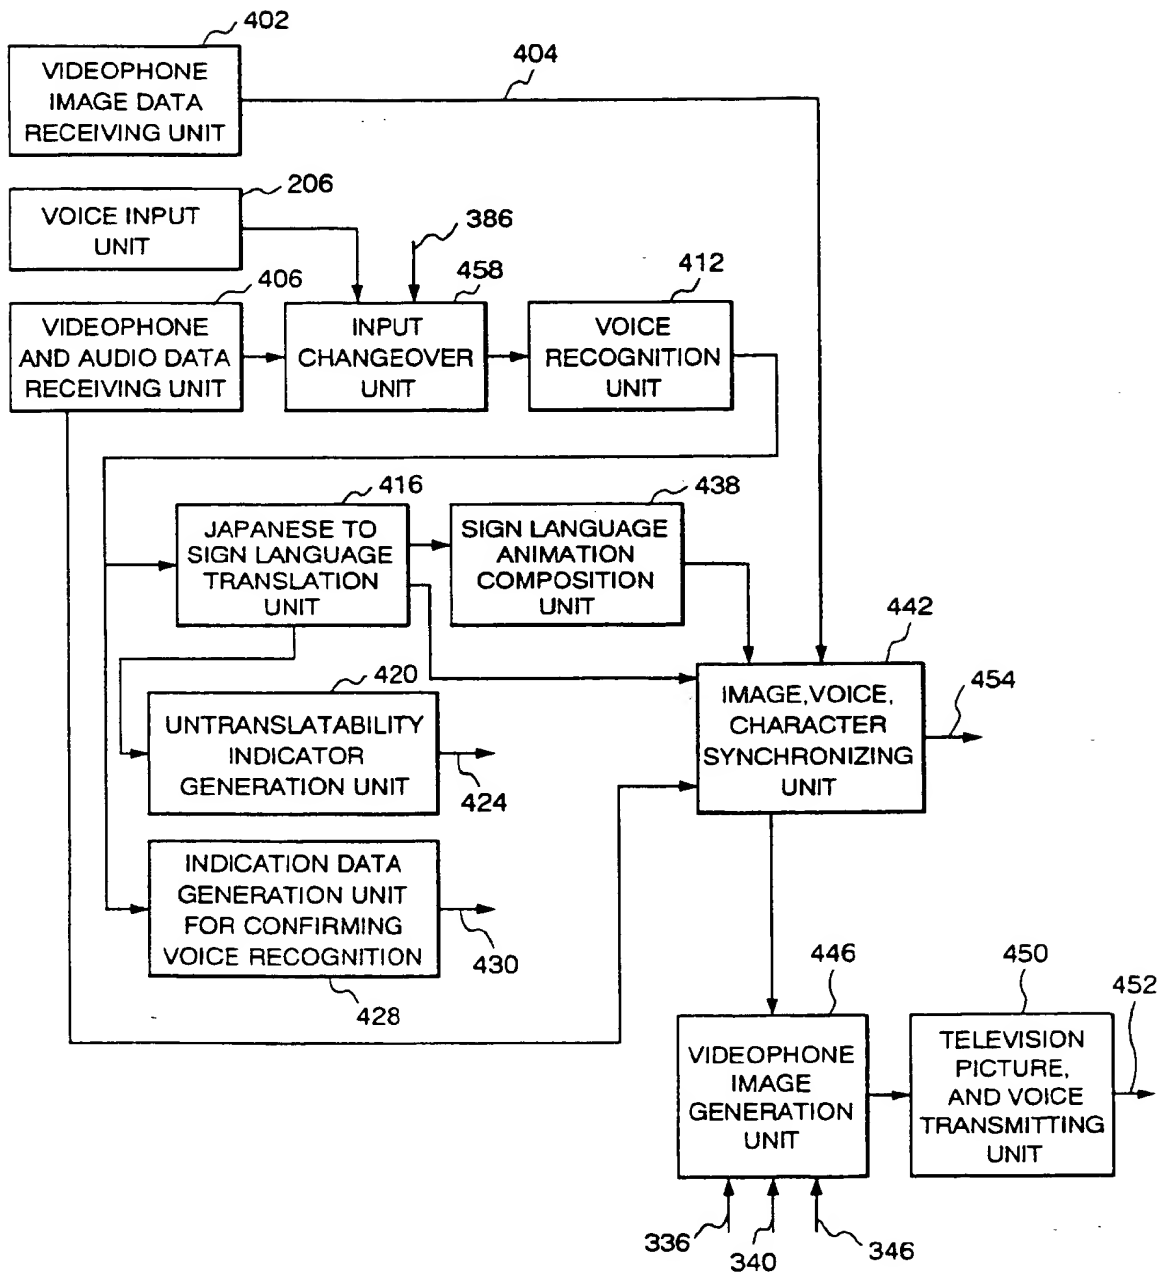 402
VIDEOPHONE
IMAGE DATA
RECEIVING UNIT
404
206
VOICE INPUT
UNIT
386
406
VIDEOPHONE
AND AUDIO DATA
RECEIVING UNIT
458
INPUT
CHANGEOVER
UNIT
412
VOICE
RECOGNITION
UNIT
416
JAPANESE TO
SIGN LANGUAGE
TRANSLATION
UNIT
438
SIGN LANGUAGE
ANIMATION
COMPOSITION
UNIT
442
IMAGE,VOICE,
CHARACTER
SYNCHRONIZING
UNIT
454
420
UNTRANSLATABILITY
INDICATOR
GENERATION UNIT
424
INDICATION DATA
GENERATION UNIT
FOR CONFIRMING
VOICE RECOGNITION
430
428
446
VIDEOPHONE
IMAGE
GENERATION
UNIT
450
TELEVISION
PICTURE,
AND VOICE
TRANSMITTING
UNIT
452
336
340
346